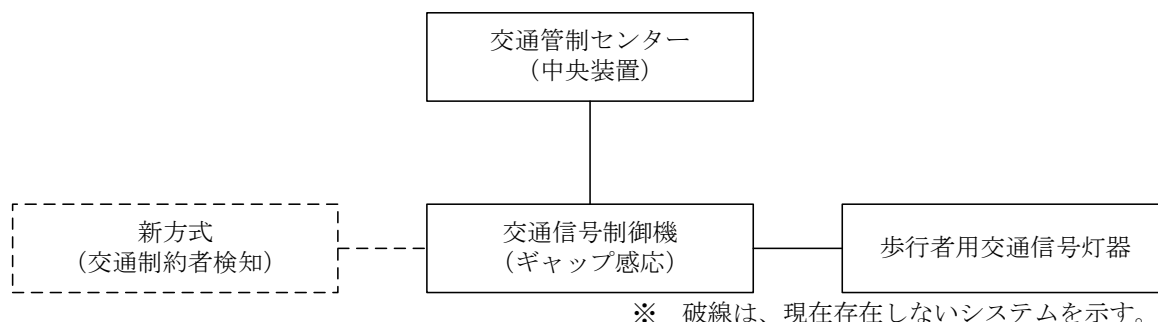 交通管制センター
（中央装置）
新方式
（交通制約者検知）
交通信号制御機
（ギャップ感応）
歩行者用交通信号灯器
※　破線は、現在存在しないシステムを示す。